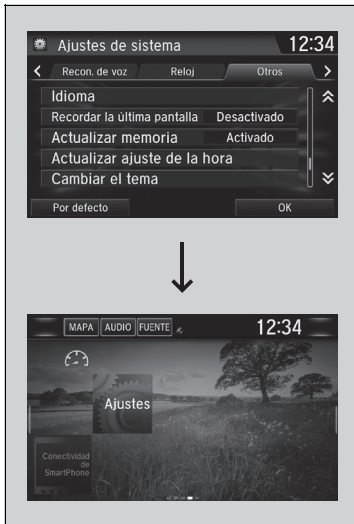 Ajustes de sistema 12:34
Recon. de voz Reloj Otros
Idioma
Recordar la última pantalla Desactivado
Actualizar memoria Activado
Actualizar ajuste de la hora
Cambiar el tema
Por defecto OK
MAPA AUDIO FUENTE 12:34
Ajustes
Conectividad
de
SmartPhone